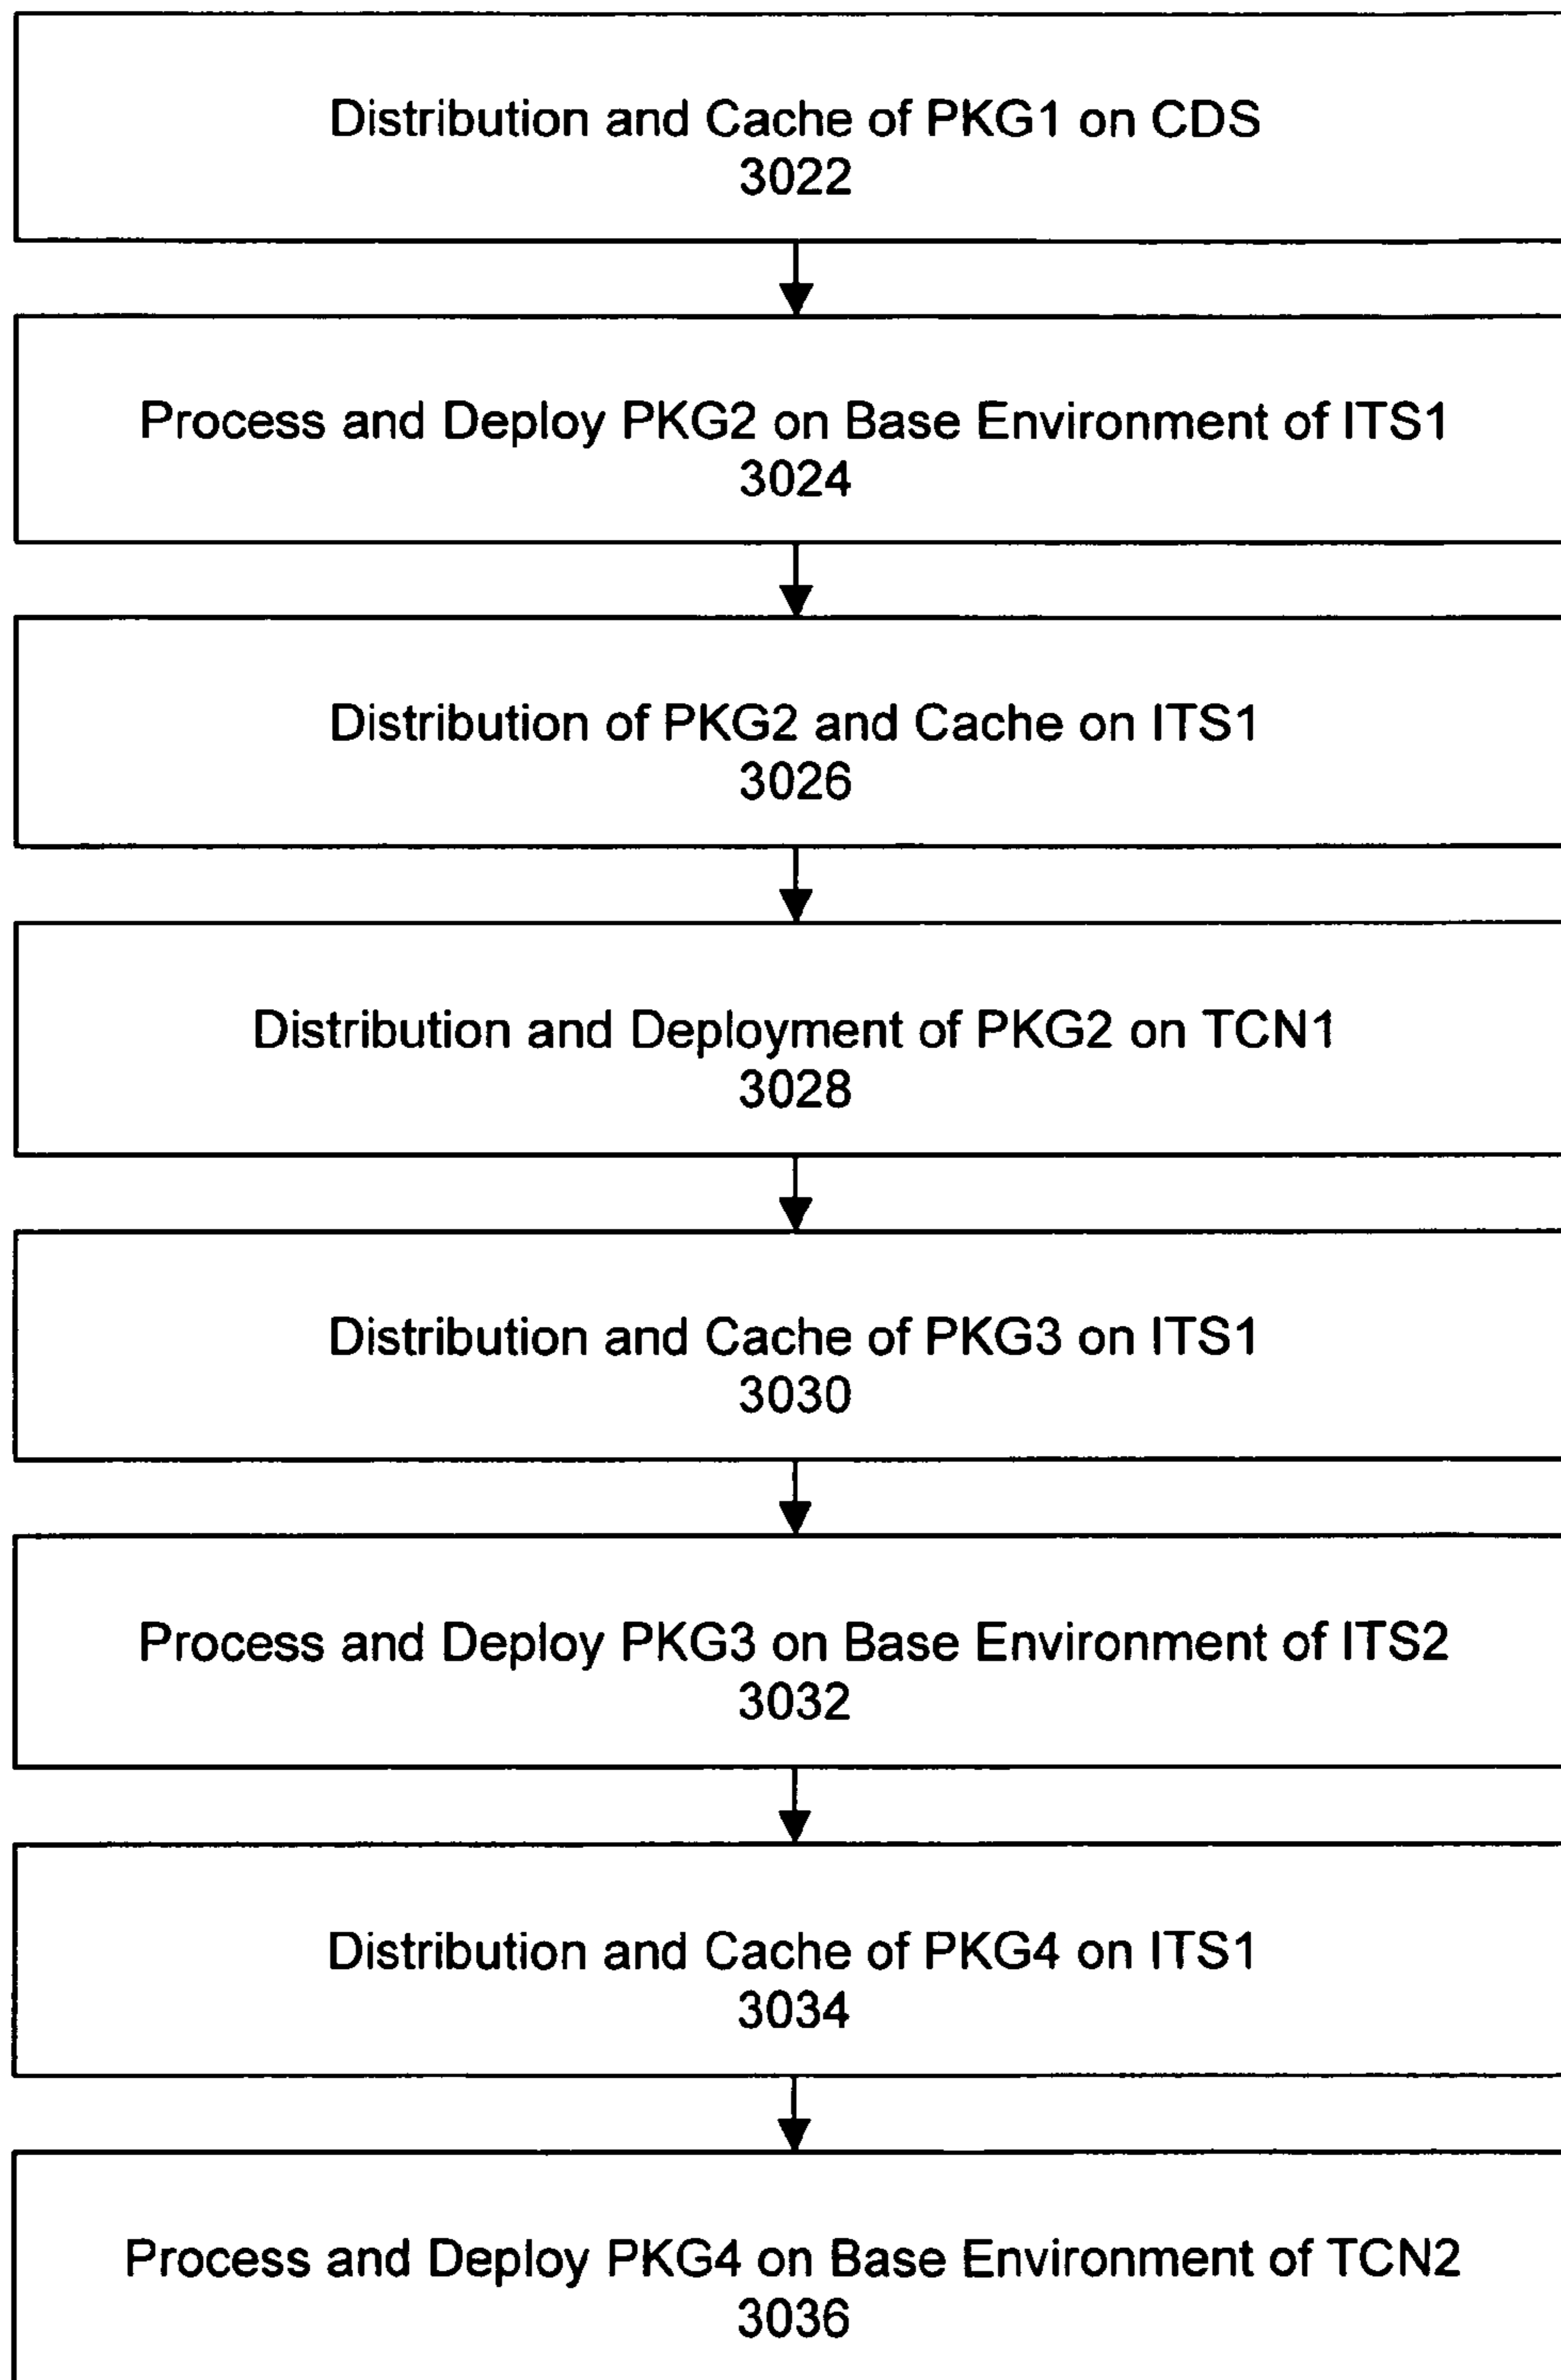 Distribution and Cache of PKG1 on CDS
3022
Process and Deploy PKG2 on Base Environment of ITS1
3024
Distribution of PKG2 and Cache on ITS1
3026
Distribution and Deployment of PKG2 on TCN1
3028
Distribution and Cache of PKG3 on ITS1
3030
Process and Deploy PKG3 on Base Environment of ITS2
3032
Distribution and Cache of PKG4 on ITS1
3034
Process and Deploy PKG4 on Base Environment of TCN2
3036